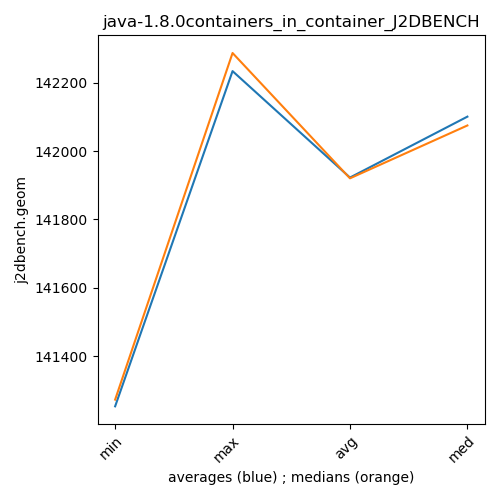 java-1.8.0containers_in_container_J2DBENCH
142200
142000
141800
141600
141400
j2dbench.geom
min
max
avg
med
averages (blue) ; medians (orange)